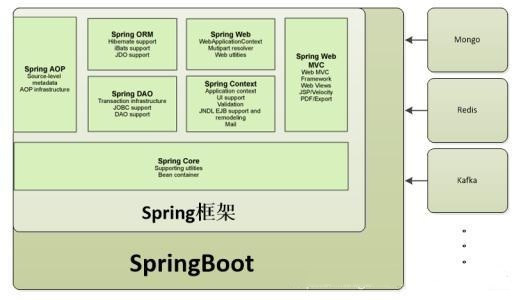 Spring AOP
Source-level
metadata
AOP infrastructure
Spring ORM
Hibernate support
iBats support
JDO support
Spring Web
WebApplicationContext
Mutipart resolver
Web utilities
Spring Web
MVC
Web MVC
Framework
Web Views
JSP/Velocity
PDF/Export
Spring DAO
Transaction infrastructure
JOBC support
DAO support
Spring Context
Application context
UI support
Validation
JNDL EJB support and
remodeling
Mail
Spring Core
Supporting utlities
Bean container
Spring框架
SpringBoot
Mongo
Redis
Kafka